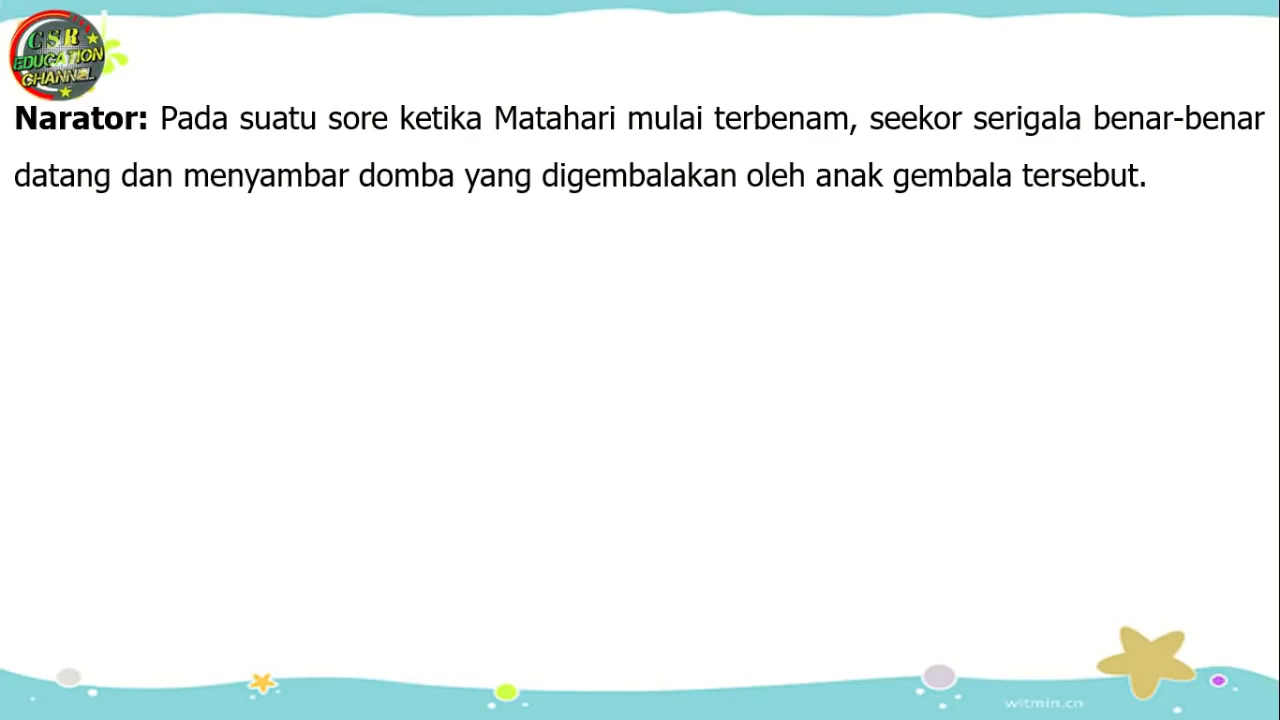 GSR
EDUCATION
CHANNEL
Narator: Pada suatu sore ketika Matahari mulai terbenam, seekor serigala benar-benar
datang dan menyambar domba yang digembalakan oleh anak gembala tersebut.
witmin.cn